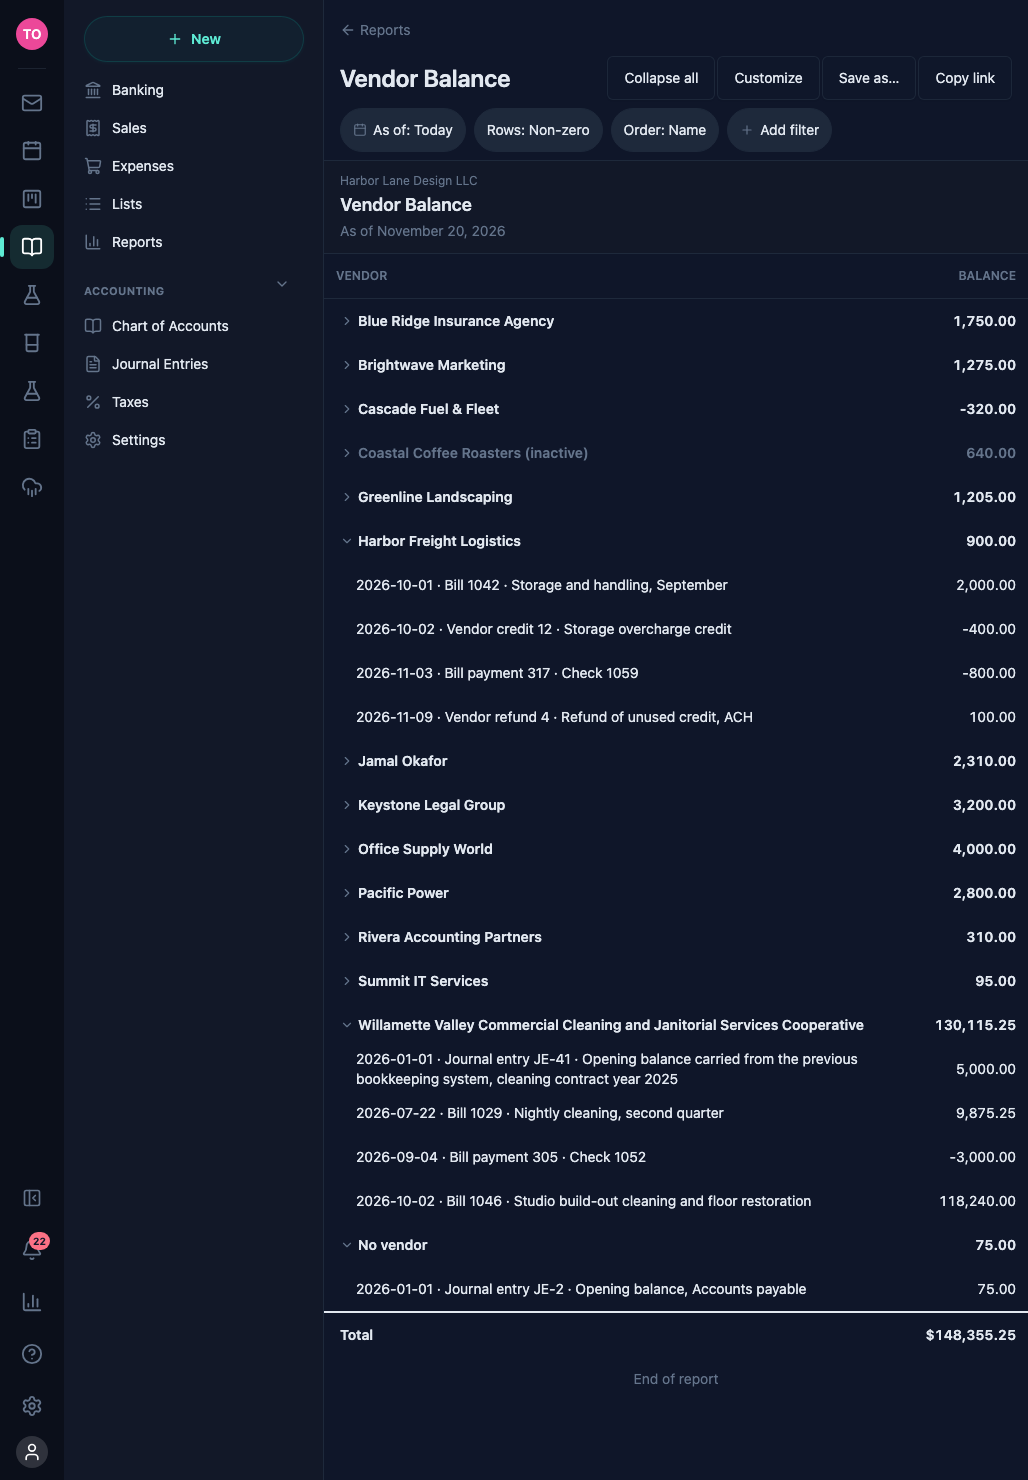 TO
New
Banking
Sales
Expenses
Lists
Reports
ACCOUNTING
Chart of Accounts
Journal Entries
Taxes
Settings
22
Reports
Vendor Balance
Collapse all
Customize
Save as...
Copy link
As of: Today
Rows: Non-zero
Order: Name
Add filter
Harbor Lane Design LLC
Vendor Balance
As of November 20, 2026
VENDOR BALANCE
Blue Ridge Insurance Agency 1,750.00
Brightwave Marketing 1,275.00
Cascade Fuel & Fleet -320.00
Coastal Coffee Roasters (inactive) 640.00
Greenline Landscaping 1,205.00
Harbor Freight Logistics 900.00
2026-10-01 · Bill 1042 · Storage and handling, September 2,000.00
2026-10-02 · Vendor credit 12 · Storage overcharge credit -400.00
2026-11-03 · Bill payment 317 · Check 1059 -800.00
2026-11-09 · Vendor refund 4 · Refund of unused credit, ACH 100.00
Jamal Okafor 2,310.00
Keystone Legal Group 3,200.00
Office Supply World 4,000.00
Pacific Power 2,800.00
Rivera Accounting Partners 310.00
Summit IT Services 95.00
Willamette Valley Commercial Cleaning and Janitorial Services Cooperative 130,115.25
2026-01-01 · Journal entry JE-41 · Opening balance carried from the previous
bookkeeping system, cleaning contract year 2025 5,000.00
2026-07-22 · Bill 1029 · Nightly cleaning, second quarter 9,875.25
2026-09-04 · Bill payment 305 · Check 1052 -3,000.00
2026-10-02 · Bill 1046 · Studio build-out cleaning and floor restoration 118,240.00
No vendor 75.00
2026-01-01 · Journal entry JE-2 · Opening balance, Accounts payable 75.00
Total $148,355.25
End of report